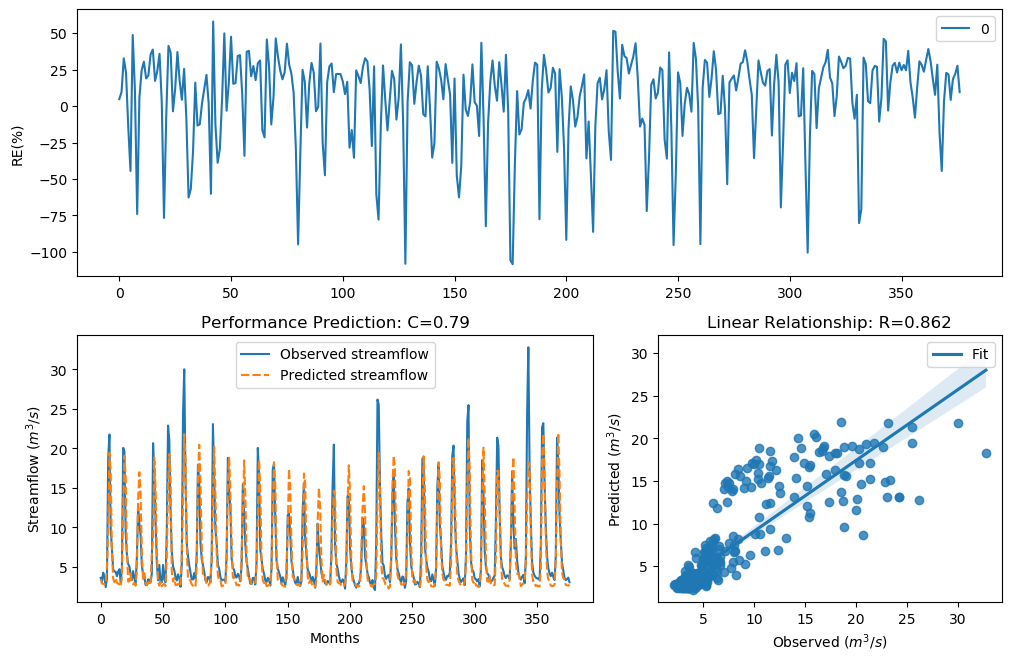 RE(%)
50
25
0
−25
−50
−75
−100
0
0 50 100 150 200 250 300 350
Performance Prediction: C=0.79
Streamflow (m³/s)
30
25
20
15
10
5
Observed streamflow
Predicted streamflow
0 50 100 150 200 250 300 350
Months
Linear Relationship: R=0.862
Predicted (m³/s)
30
25
20
15
10
5
Fit
5 10 15 20 25 30
Observed (m³/s)